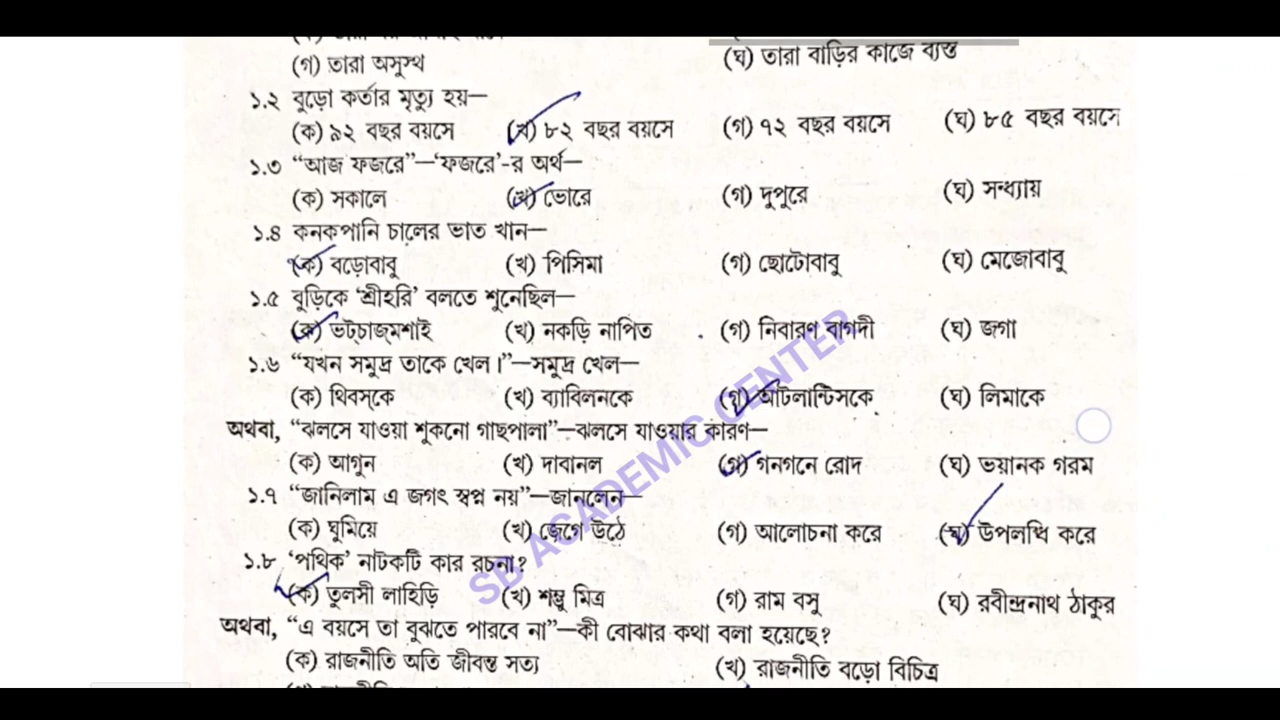 (গ) তারা অসুস্থ (ঘ) তারা বাড়ির কাজে ব্যস্ত
১.২ বুড়ো কর্তার মৃত্যু হয়—
(ক) ৯২ বছর বয়সে (খ) ৮২ বছর বয়সে (গ) ৭২ বছর বয়সে (ঘ) ৮৫ বছর বয়সে
১.৩ “আজ ফজরে”—‘ফজরে’-র অর্থ—
(ক) সকালে (খ) ভোরে (গ) দুপুরে (ঘ) সন্ধ্যায়
১.৪ কনকপানি চালের ভাত খান—
(ক) বড়োবাবু (খ) পিসিমা (গ) ছোটোবাবু (ঘ) মেজোবাবু
১.৫ বুড়িকে ‘শ্রীহরি’ বলতে শুনেছিল—
(ক) ভট্‌চাজ্‌মশাই (খ) নকড়ি নাপিত (গ) নিবারণ বাগদী (ঘ) জগা
১.৬ “যখন সমুদ্র তাকে খেল।”—সমুদ্র খেল—
(ক) থিবস্‌কে (খ) ব্যাবিলনকে (গ) আটলান্টিসকে (ঘ) লিমাকে
অথবা, “ঝলসে যাওয়া শুকনো গাছপালা”—ঝলসে যাওয়ার কারণ—
(ক) আগুন (খ) দাবানল (গ) গনগনে রোদ (ঘ) ভয়ানক গরম
১.৭ “জানিলাম এ জগৎ স্বপ্ন নয়”—জানলেন—
(ক) ঘুমিয়ে (খ) জেগে উঠে (গ) আলোচনা করে (ঘ) উপলব্ধি করে
১.৮ ‘পথিক’ নাটকটি কার রচনা?
(ক) তুলসী লাহিড়ি (খ) শম্ভু মিত্র (গ) রাম বসু (ঘ) রবীন্দ্রনাথ ঠাকুর
অথবা, “এ বয়সে তা বুঝতে পারবে না”—কী বোঝার কথা বলা হয়েছে?
(ক) রাজনীতি অতি জীবন্ত সত্য (খ) রাজনীতি বড়ো বিচিত্র
SB ACADEMIC CENTER